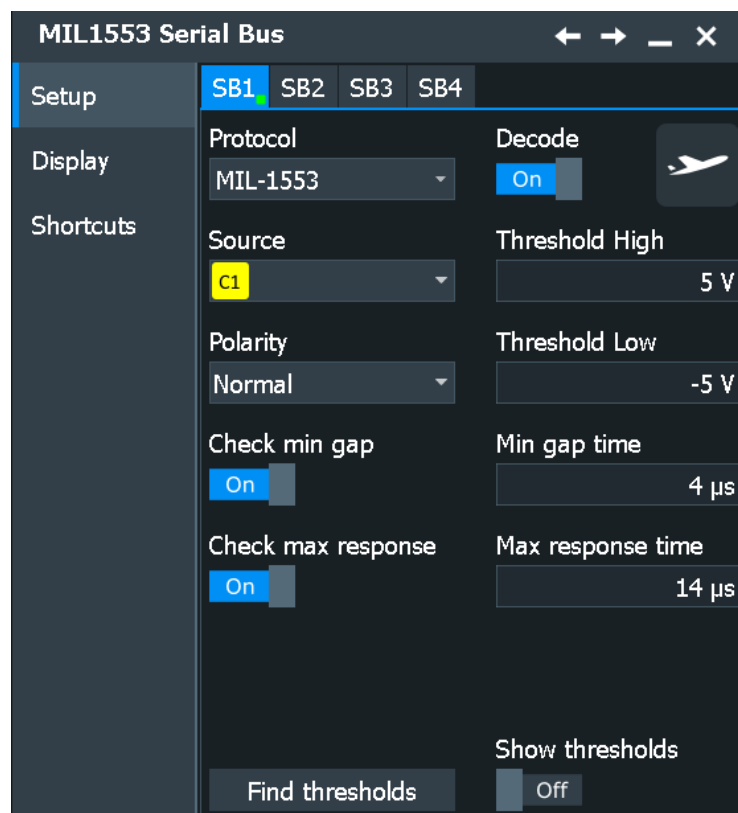 MIL1553 Serial Bus
Setup
Display
Shortcuts
SB1 SB2 SB3 SB4
Protocol
MIL-1553
Decode
On
Source
C1
Threshold High
5 V
Polarity
Normal
Threshold Low
-5 V
Check min gap
On
Min gap time
4 µs
Check max response
On
Max response time
14 µs
Find thresholds
Show thresholds
Off